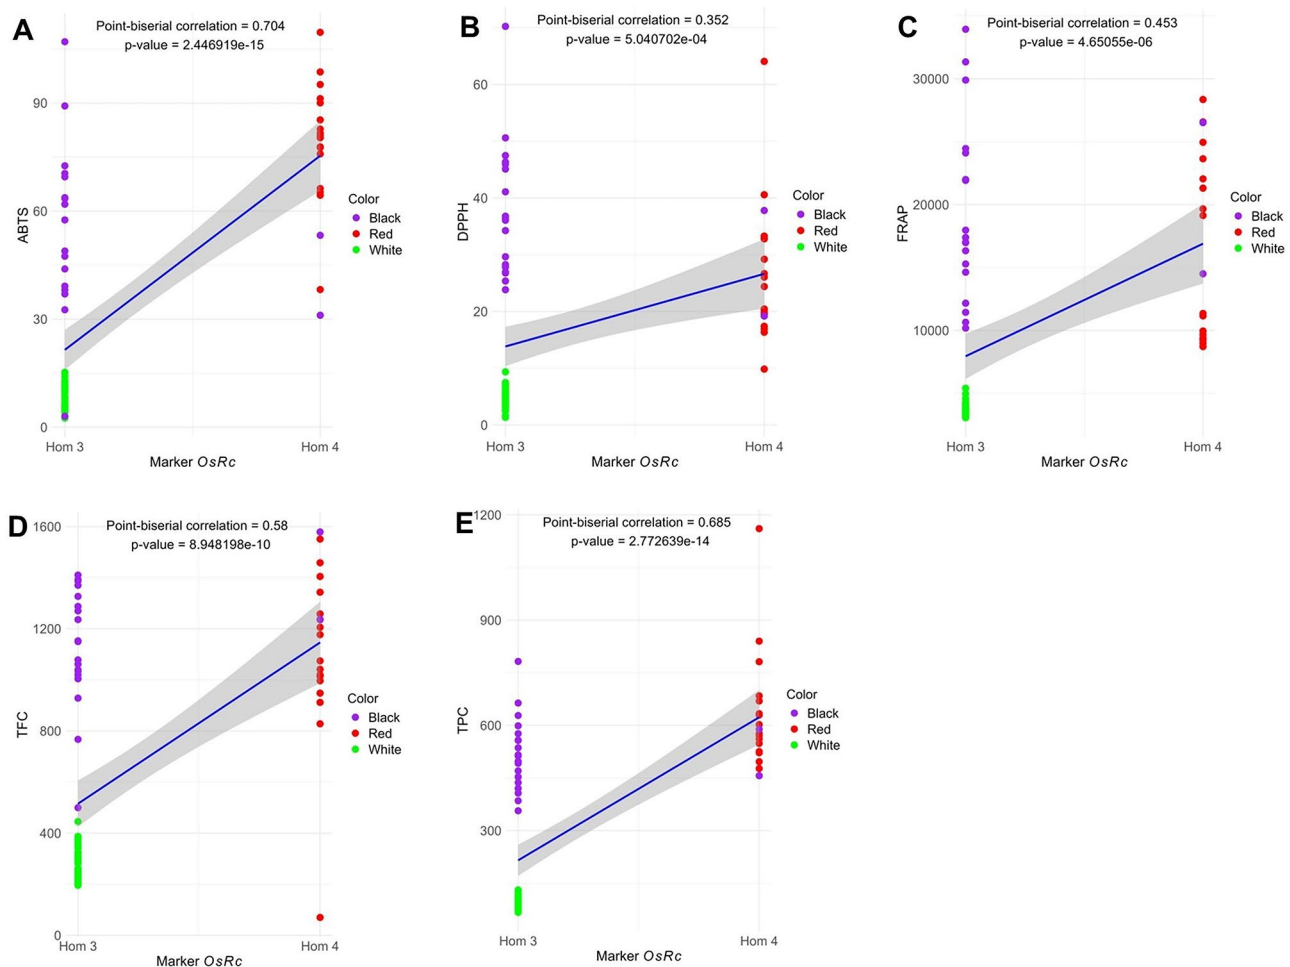 A
Point-biserial correlation = 0.704
p-value = 2.446919e-15
90
60
30
0
ABTS
Hom 3
Hom 4
Marker OsRc
Color
Black
Red
White
B
Point-biserial correlation = 0.352
p-value = 5.040702e-04
60
40
20
0
DPPH
Hom 3
Hom 4
Marker OsRc
Color
Black
Red
White
C
Point-biserial correlation = 0.453
p-value = 4.65055e-06
30000
20000
10000
FRAP
Hom 3
Hom 4
Marker OsRc
Color
Black
Red
White
D
Point-biserial correlation = 0.58
p-value = 8.948198e-10
1600
1200
800
400
0
TFC
Hom 3
Hom 4
Marker OsRc
Color
Black
Red
White
E
Point-biserial correlation = 0.685
p-value = 2.772639e-14
1200
900
600
300
TPC
Hom 3
Hom 4
Marker OsRc
Color
Black
Red
White